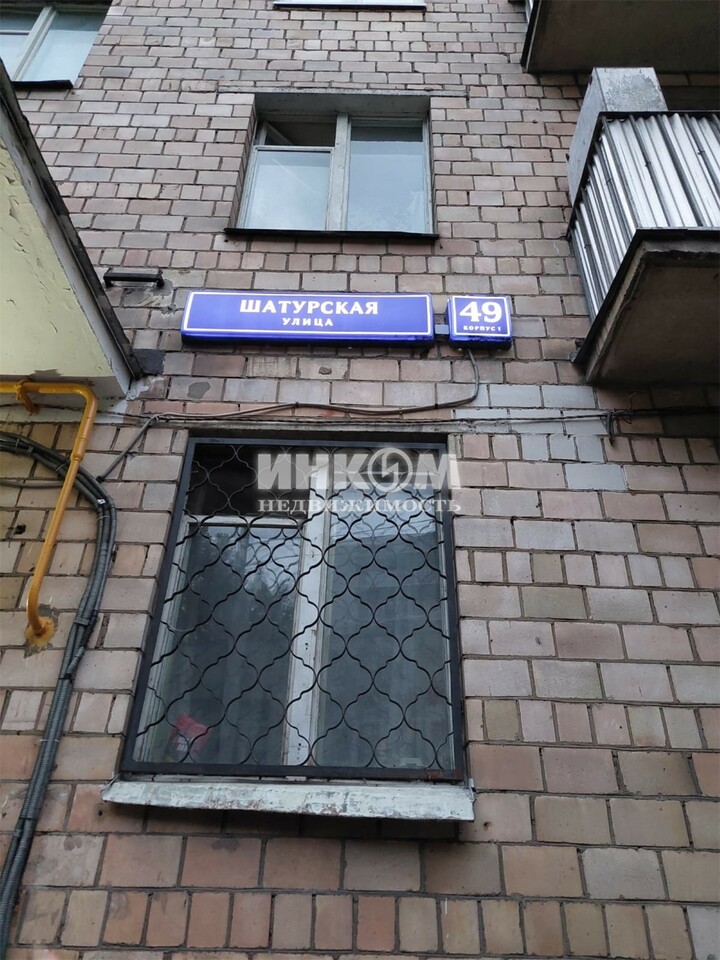 ШАТУРСКАЯ
УЛИЦА
49
КОРПУС 1
ИНКОМ
НЕДВИЖИМОСТЬ